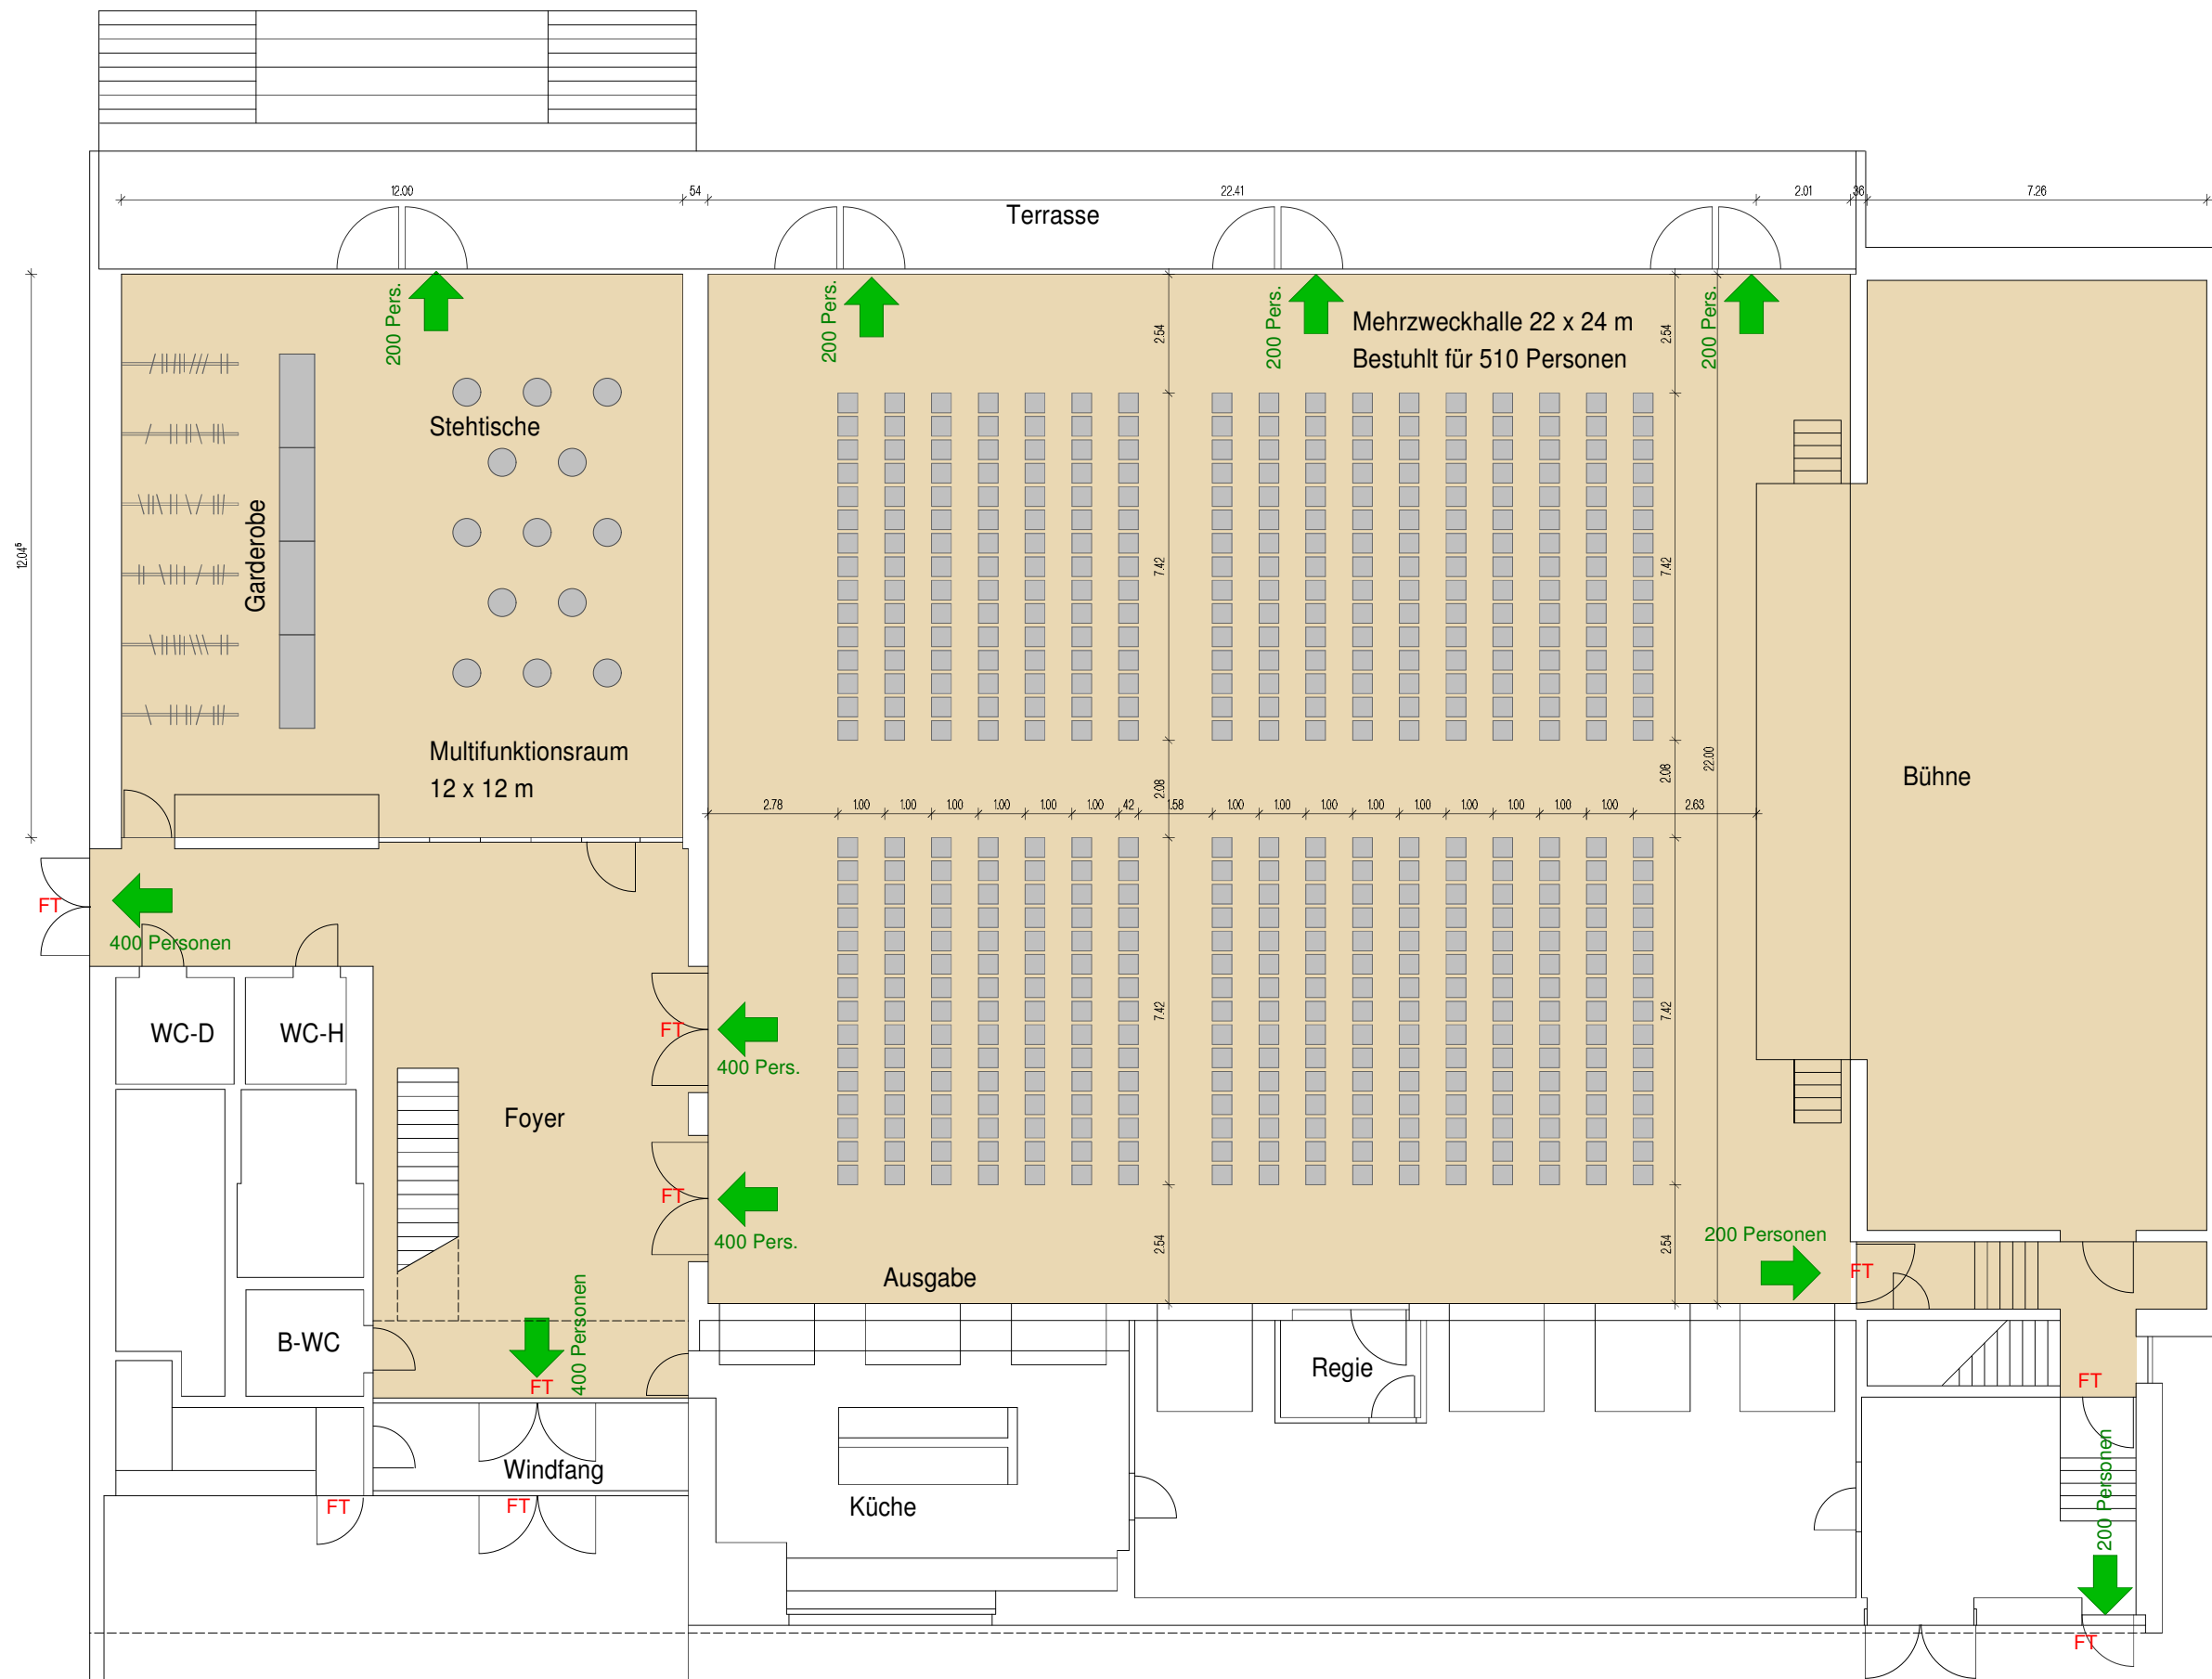 12.00
54
22.41
2.01
36
7.26
Terrasse
200 Pers.
200 Pers.
200 Pers.
200 Pers.
Mehrzweckhalle 22 x 24 m
Bestuhlt für 510 Personen
2.54
2.54
Stehtische
Garderobe
12.04⁵
7.42
7.42
Multifunktionsraum
12 x 12 m
2.08
2.08
22.00
Bühne
2.78
1.00
1.00
1.00
1.00
1.00
1.00
42
1.58
1.00
1.00
1.00
1.00
1.00
1.00
1.00
1.00
1.00
2.63
FT
400 Personen
WC-D
WC-H
FT
400 Pers.
7.42
7.42
Foyer
FT
400 Pers.
2.54
2.54
200 Personen
FT
Ausgabe
B-WC
400 Personen
FT
Regie
FT
Windfang
FT
FT
Küche
200 Personen
FT